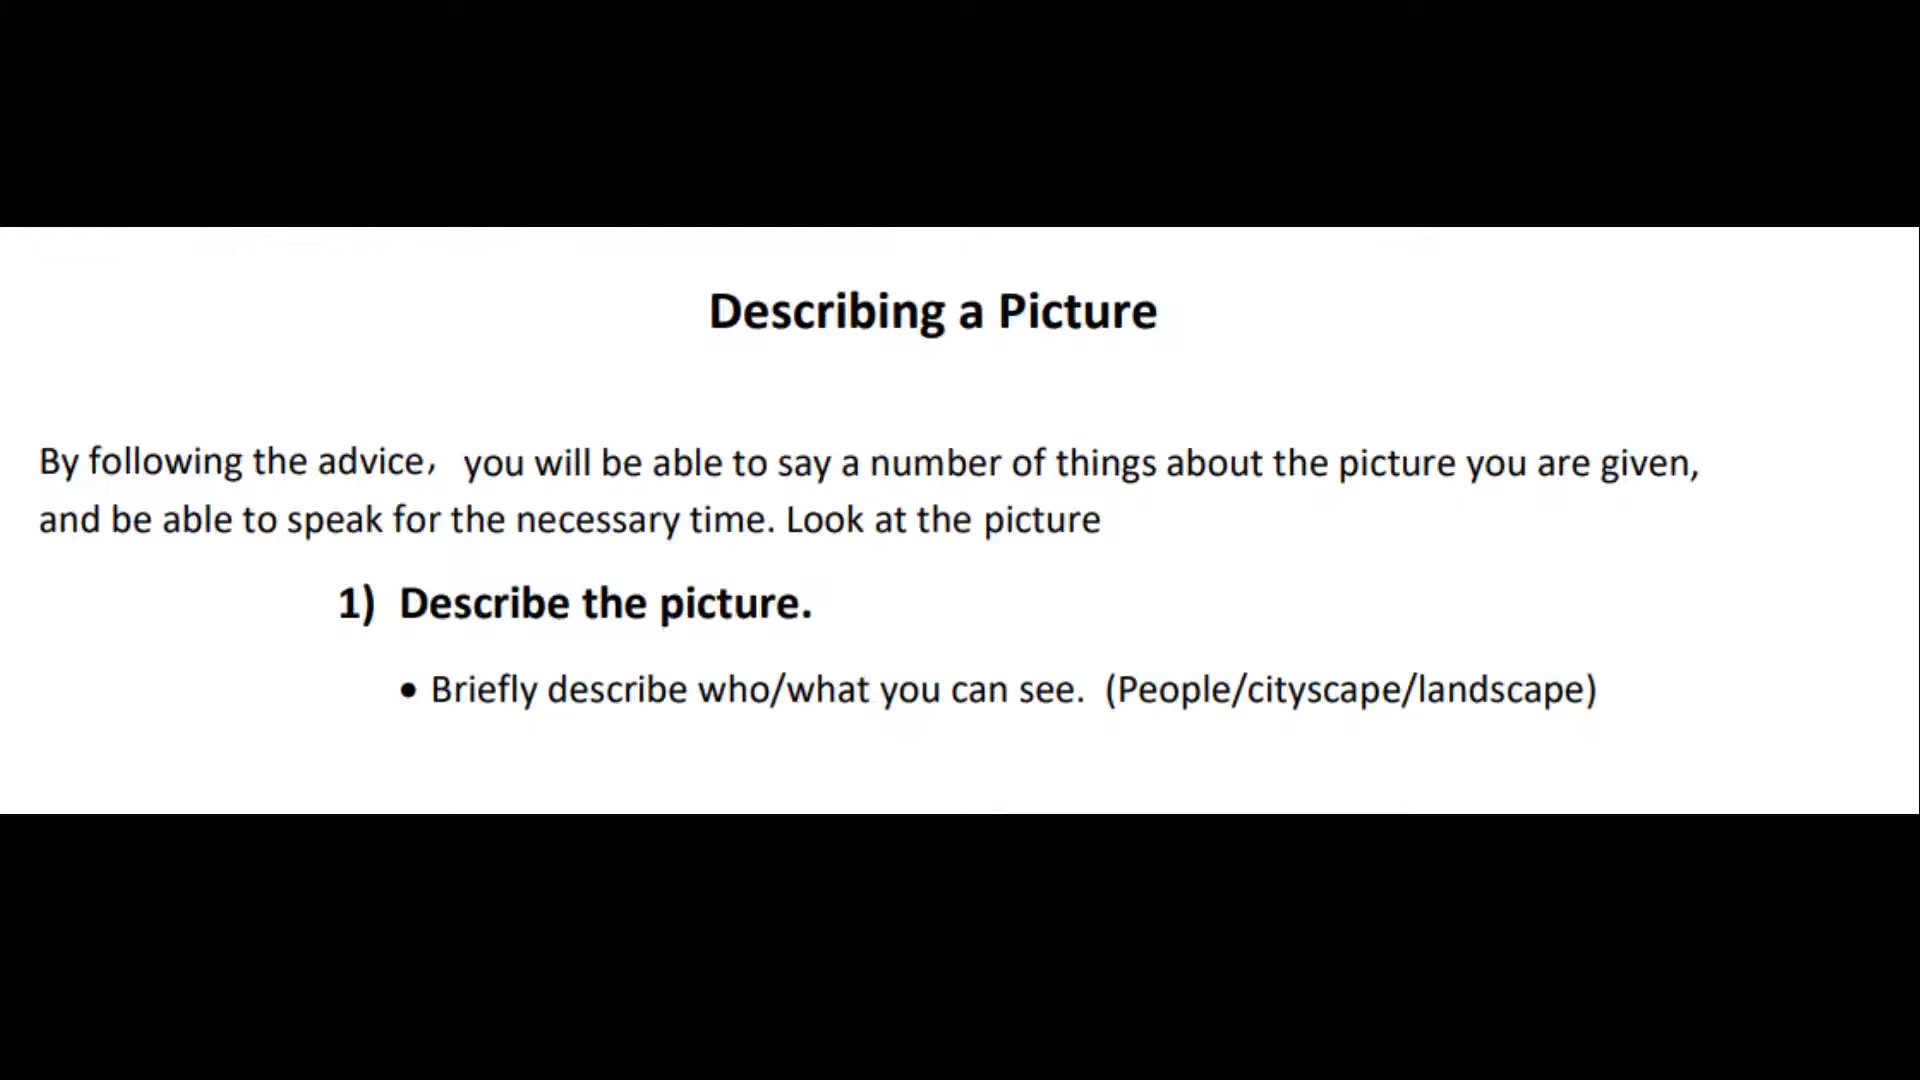 Describing a Picture
By following the advice, you will be able to say a number of things about the picture you are given,
and be able to speak for the necessary time. Look at the picture
1) Describe the picture.
• Briefly describe who/what you can see. (People/cityscape/landscape)